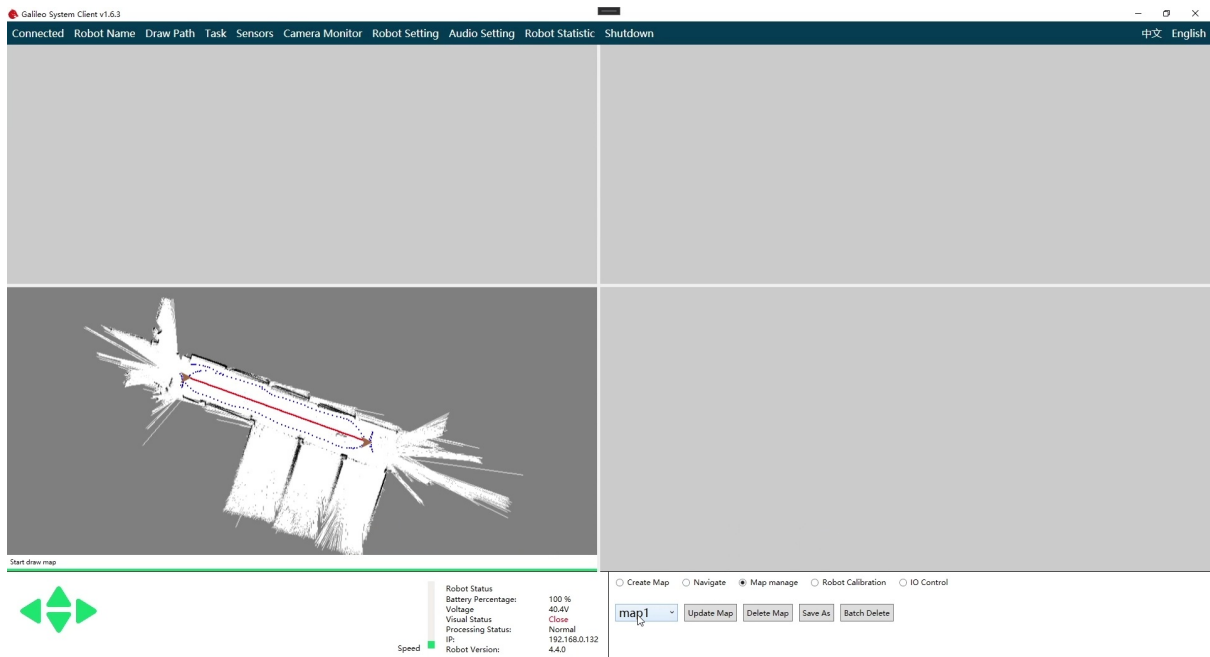 Galileo System Client v1.6.3
Connected Robot Name Draw Path Task Sensors Camera Monitor Robot Setting Audio Setting Robot Statistic Shutdown 中文 English
Start draw map
Robot Status
Battery Percentage: 100 %
Voltage 40.4V
Visual Status Close
Processing Status: Normal
IP: 192.168.0.132
Speed Robot Version: 4.4.0
Create Map Navigate Map manage Robot Calibration IO Control
map1 Update Map Delete Map Save As Batch Delete